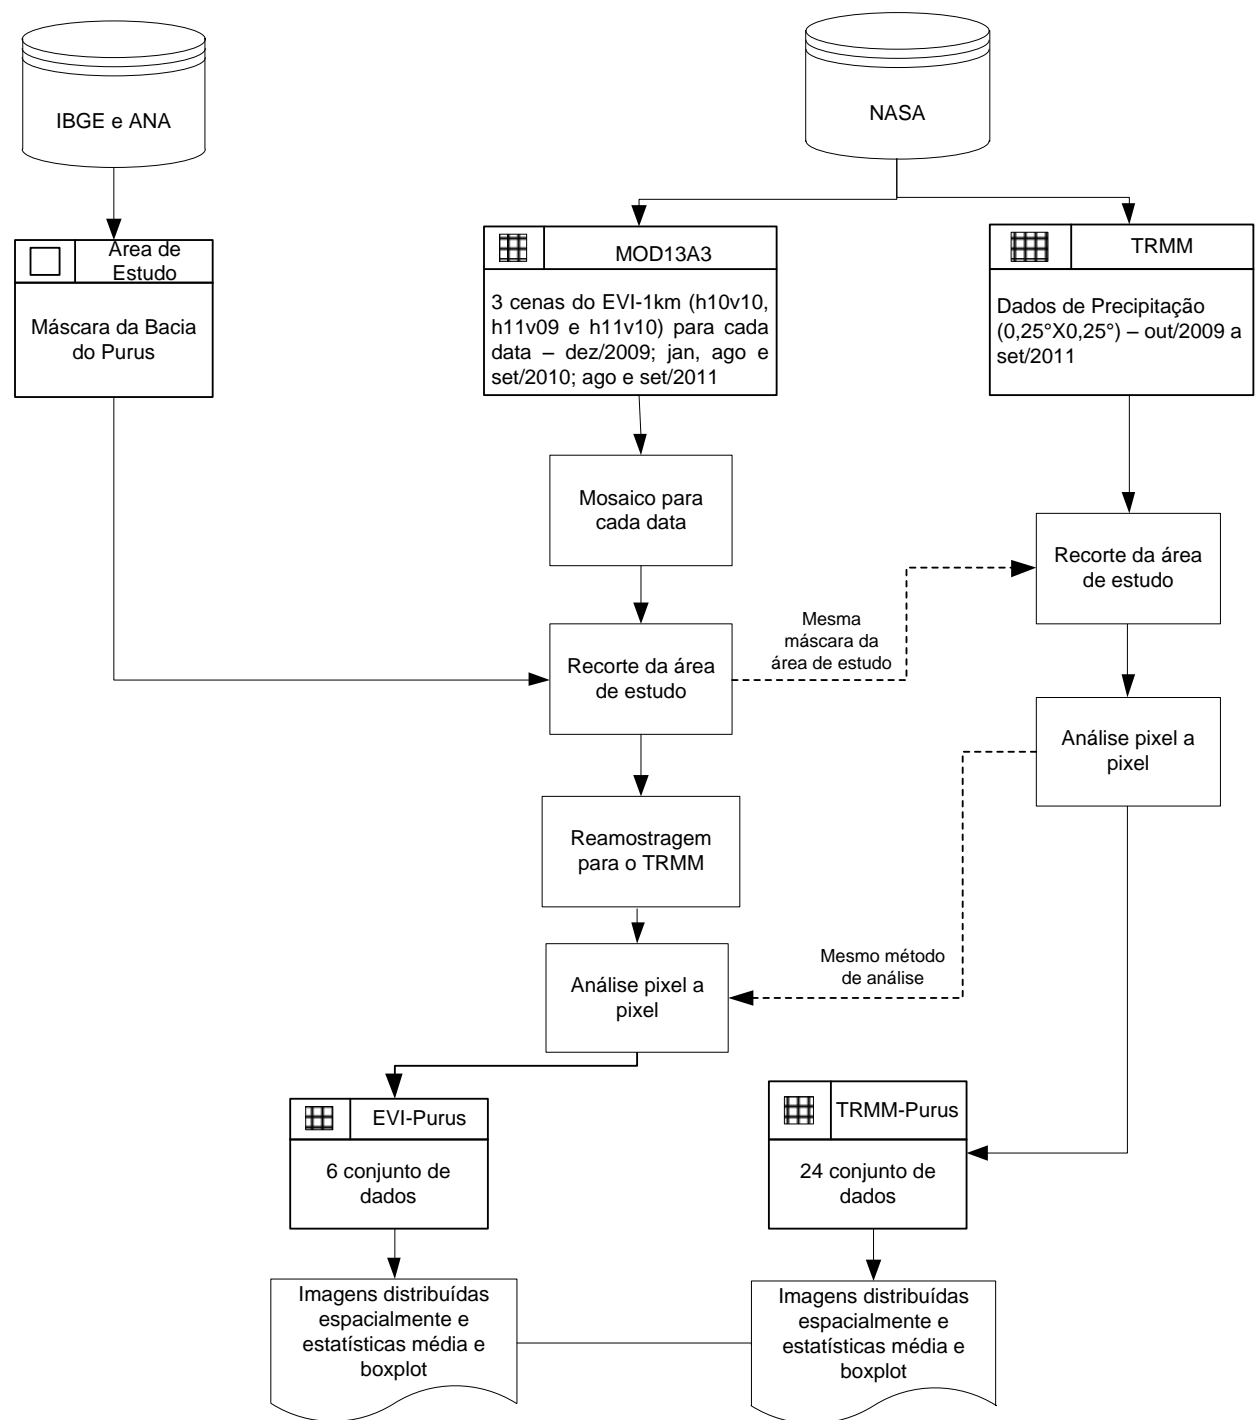 IBGE e ANA
NASA
Área de
Estudo
Máscara da Bacia
do Purus
MOD13A3
3 cenas do EVI-1km (h10v10,
h11v09 e h11v10) para cada
data – dez/2009; jan, ago e
set/2010; ago e set/2011
TRMM
Dados de Precipitação
(0,25°X0,25°) – out/2009 a
set/2011
Mosaico para
cada data
Recorte da área
de estudo
Mesma
máscara da
área de estudo
Recorte da área
de estudo
Análise pixel a
pixel
Reamostragem
para o TRMM
Análise pixel a
pixel
Mesmo método
de análise
EVI-Purus
6 conjunto de
dados
TRMM-Purus
24 conjunto de
dados
Imagens distribuídas
espacialmente e
estatísticas média e
boxplot
Imagens distribuídas
espacialmente e
estatísticas média e
boxplot